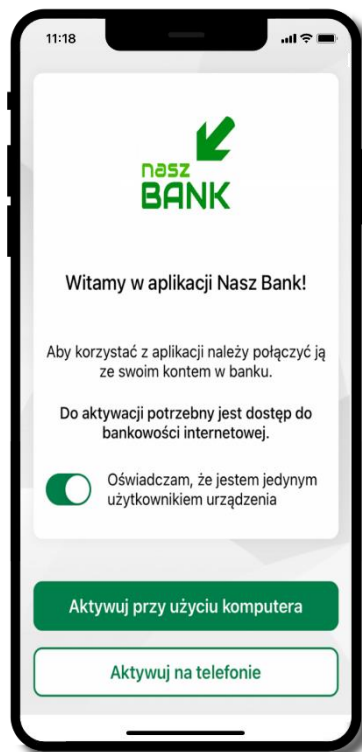 11:18
nasz
BANK
Witamy w aplikacji Nasz Bank!
Aby korzystać z aplikacji należy połączyć ją
ze swoim kontem w banku.
Do aktywacji potrzebny jest dostęp do
bankowości internetowej.
Oświadczam, że jestem jedynym
użytkownikiem urządzenia
Aktywuj przy użyciu komputera
Aktywuj na telefonie